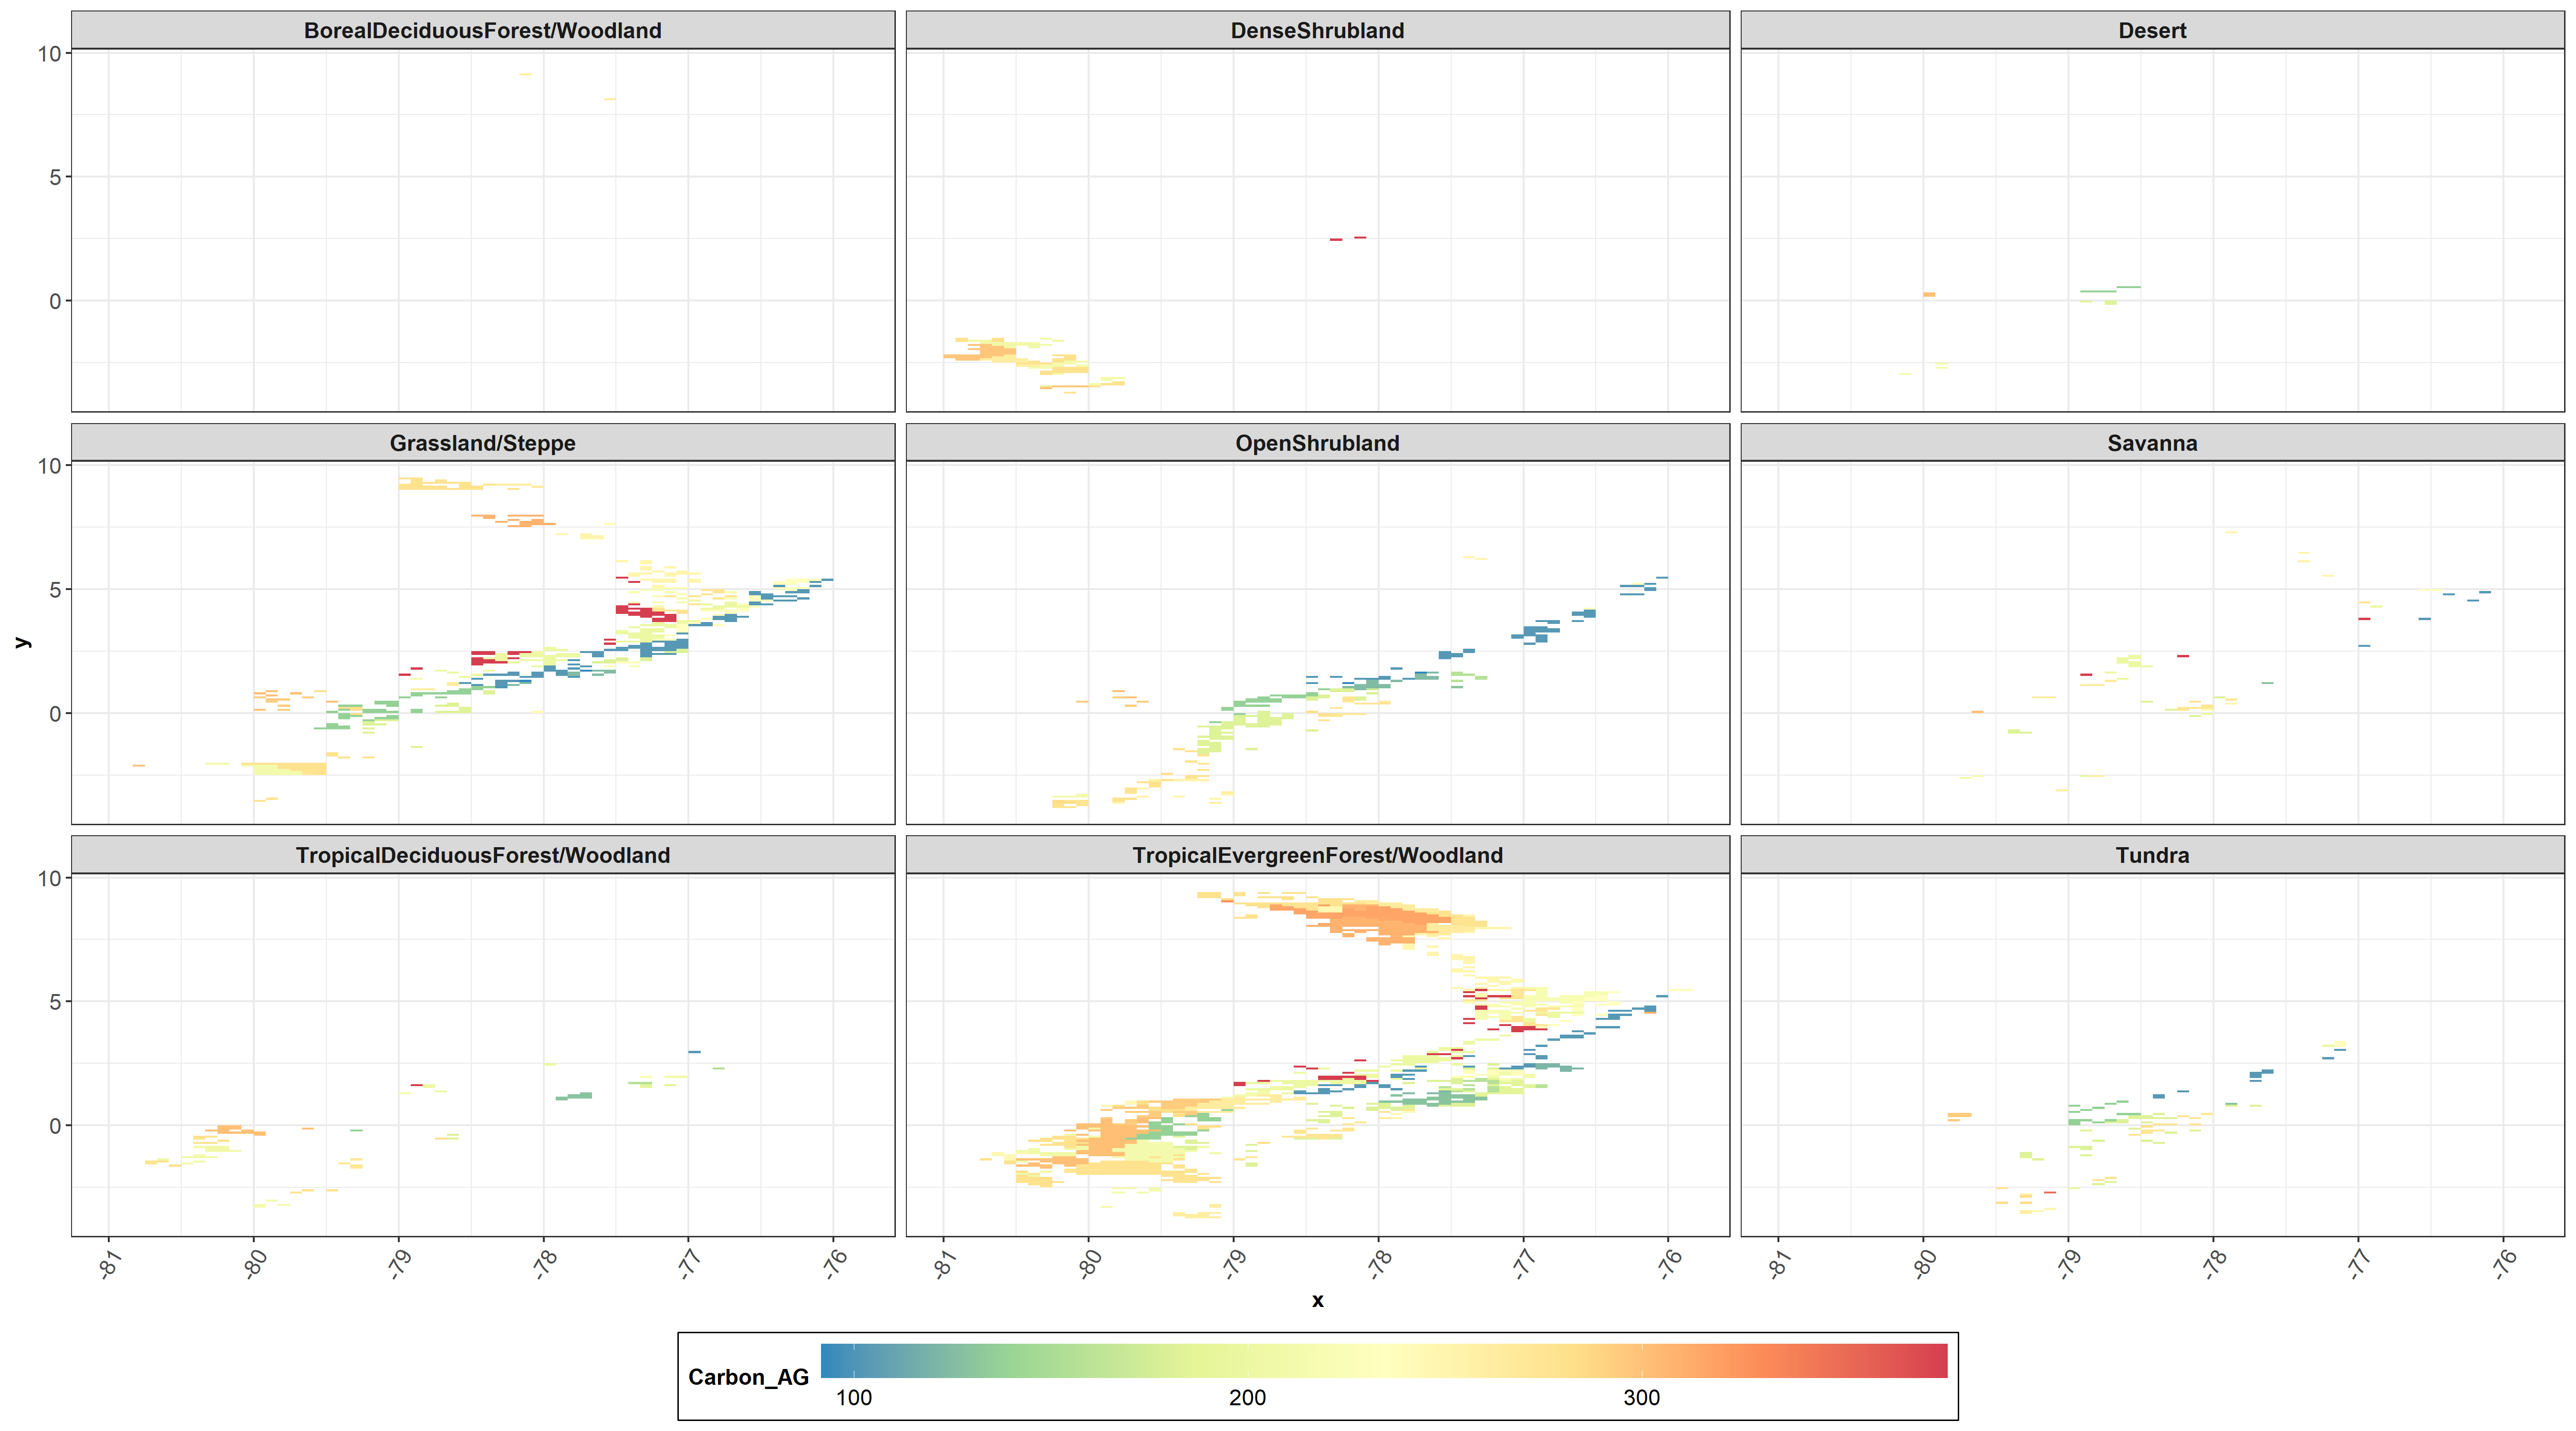 BorealDeciduousForest/Woodland
DenseShrubland
Desert
10
5
0
Grassland/Steppe
OpenShrubland
Savanna
10
5
0
y
TropicalDeciduousForest/Woodland
TropicalEvergreenForest/Woodland
Tundra
10
5
0
-81 -80 -79 -78 -77 -76
-81 -80 -79 -78 -77 -76
-81 -80 -79 -78 -77 -76
x
Carbon_AG
100 200 300